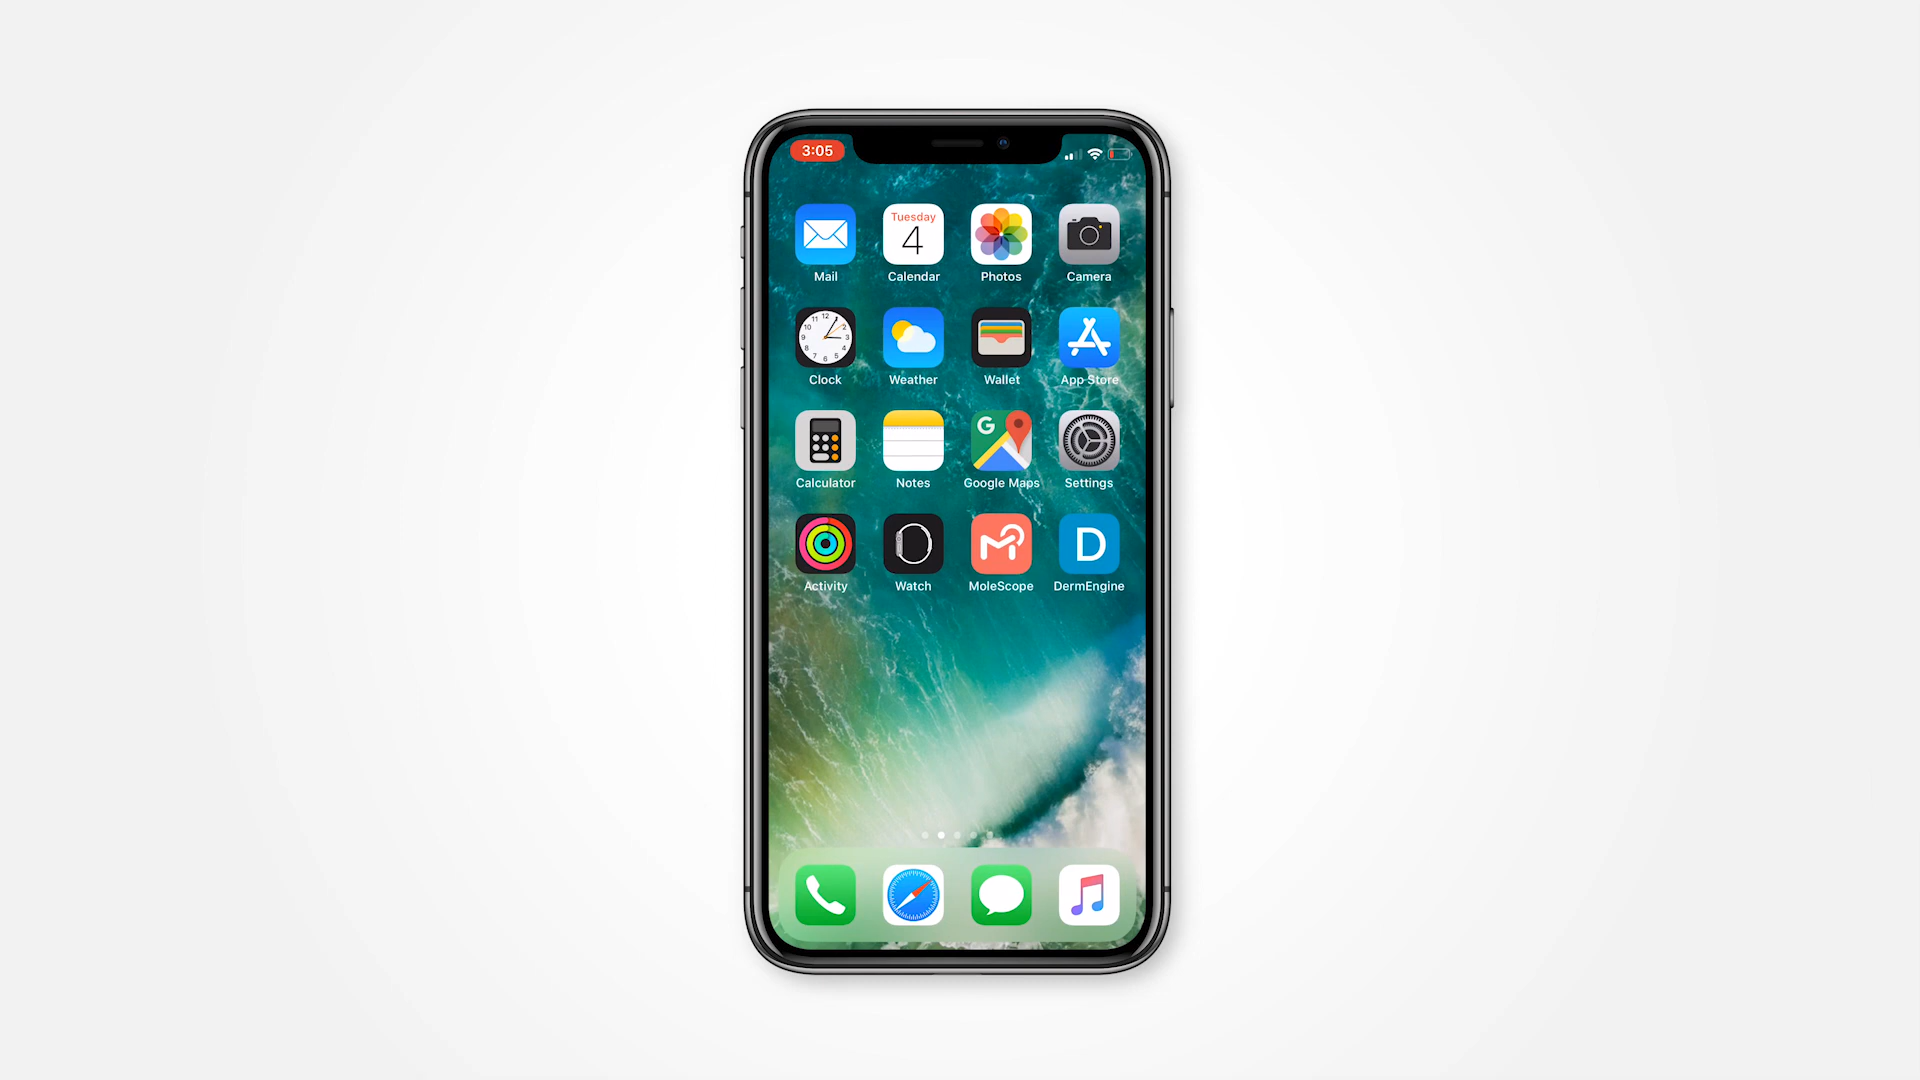 3:05
Tuesday
4
Mail
Calendar
Photos
Camera
Clock
Weather
Wallet
App Store
G
Calculator
Notes
Google Maps
Settings
D
Activity
Watch
MoleScope
DermEngine